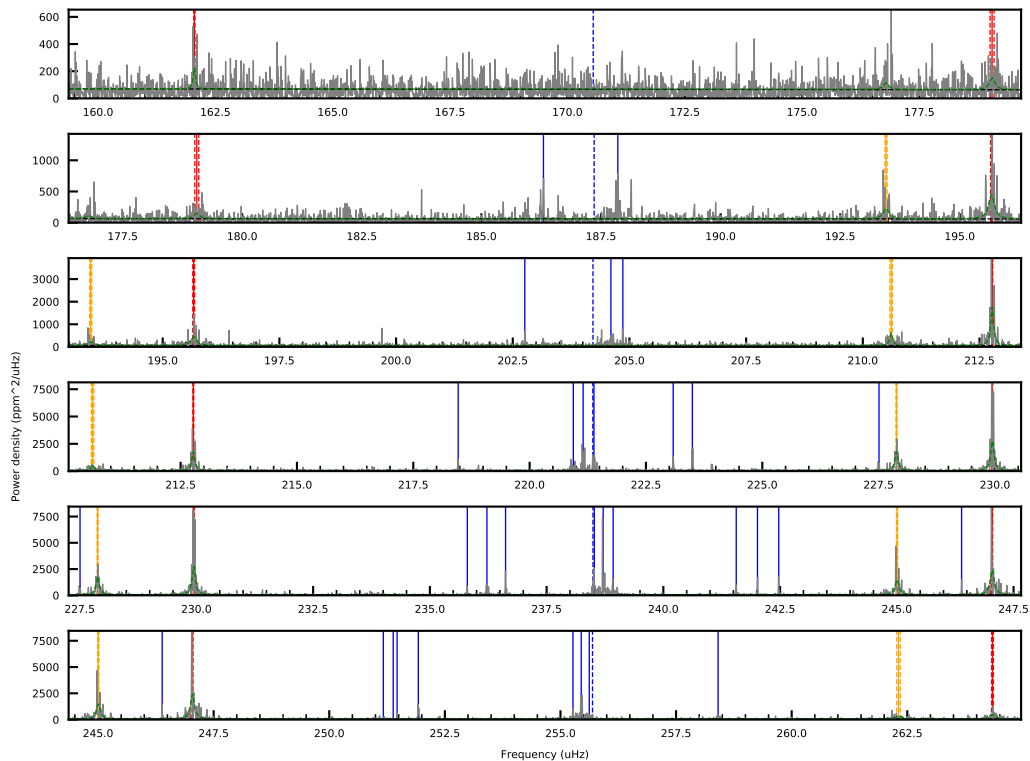 600
400
200
0
160.0 162.5 165.0 167.5 170.0 172.5 175.0 177.5
1000
500
0
177.5 180.0 182.5 185.0 187.5 190.0 192.5 195.0
3000
2000
1000
0
195.0 197.5 200.0 202.5 205.0 207.5 210.0 212.5
Power density (ppm^2/uHz)
7500
5000
2500
0
212.5 215.0 217.5 220.0 222.5 225.0 227.5 230.0
7500
5000
2500
0
227.5 230.0 232.5 235.0 237.5 240.0 242.5 245.0 247.5
7500
5000
2500
0
245.0 247.5 250.0 252.5 255.0 257.5 260.0 262.5
Frequency (uHz)